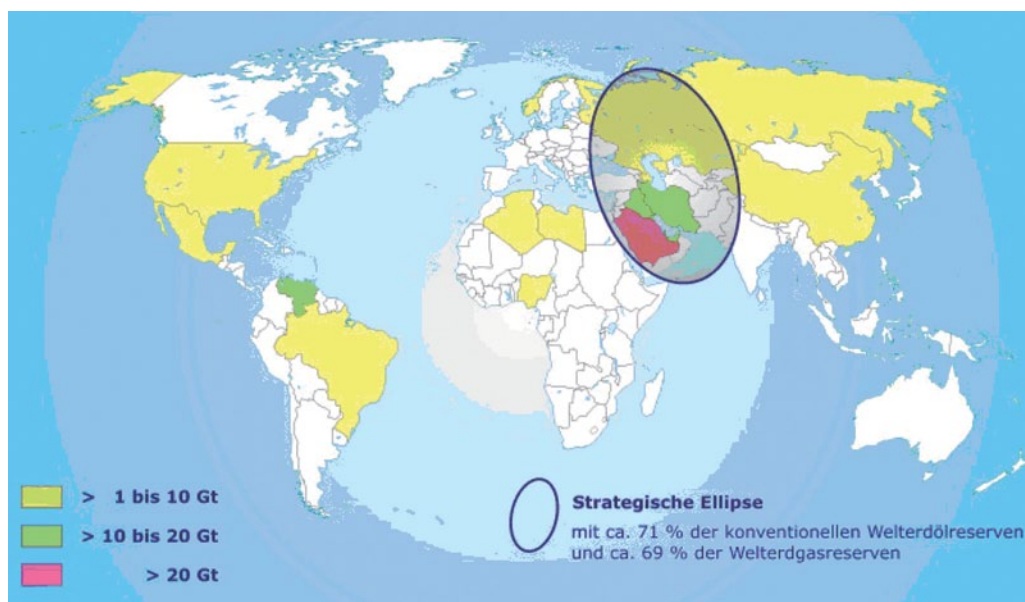 > 1 bis 10 Gt
> 10 bis 20 Gt
> 20 Gt
Strategische Ellipse
mit ca. 71 % der konventionellen Welterdölreserven
und ca. 69 % der Welterdgasreserven